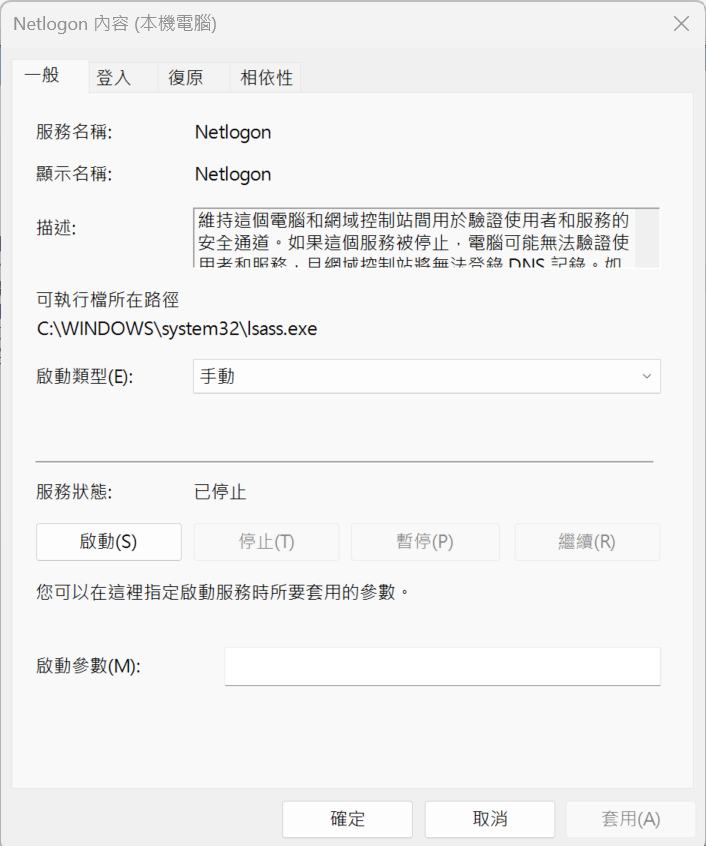 Netlogon 內容 (本機電腦)
一般 登入 復原 相依性
服務名稱: Netlogon
顯示名稱: Netlogon
描述: 維持這個電腦和網域控制站間用於驗證使用者和服務的
安全通道。如果這個服務被停止，電腦可能無法驗證使
用者和服務，且網域控制站將無法登錄 DNS 記錄。如
可執行檔所在路徑
C:\WINDOWS\system32\lsass.exe
啟動類型(E): 手動
服務狀態: 已停止
啟動(S) 停止(T) 暫停(P) 繼續(R)
您可以在這裡指定啟動服務時所要套用的參數。
啟動參數(M):
確定 取消 套用(A)